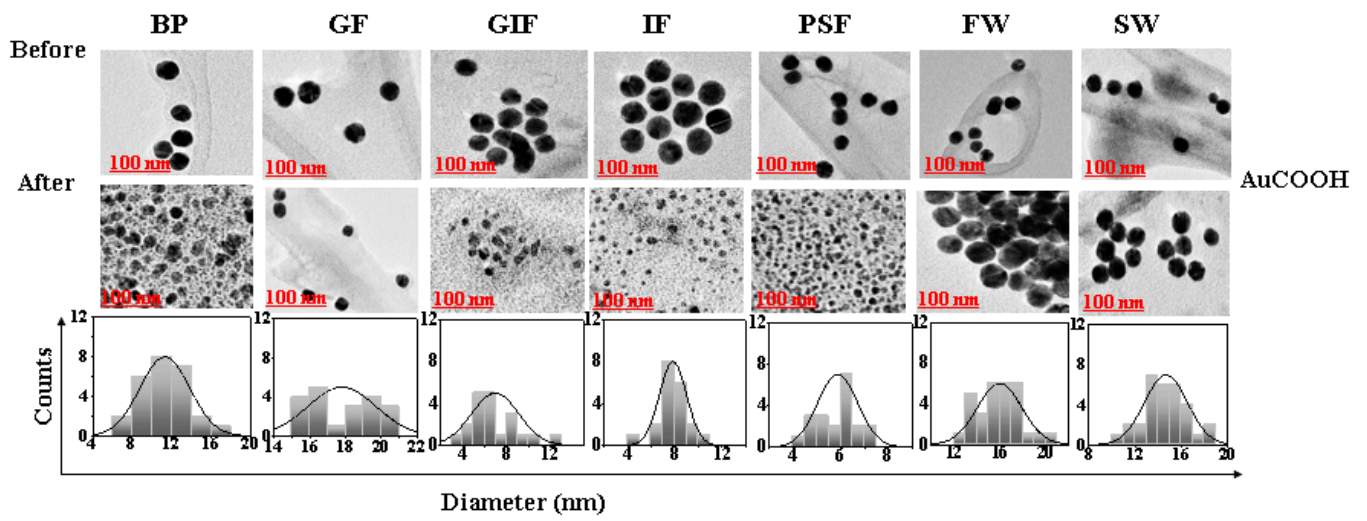 BP GF GIF IF PSF FW SW
Before
100 nm 100 nm 100 nm 100 nm 100 nm 100 nm 100 nm
After
AuCOOH
100 nm 100 nm 100 nm 100 nm 100 nm 100 nm 100 nm
12 12 12 12 12 12 12
8 8 8 8 8 8 8
Counts
4 4 4 4 4 4 4
0 0 0 0 0 0 0
4 8 12 16 20 14 16 18 20 22 4 8 12 4 8 12 4 6 8 12 16 20 8 12 16 20
Diameter (nm)